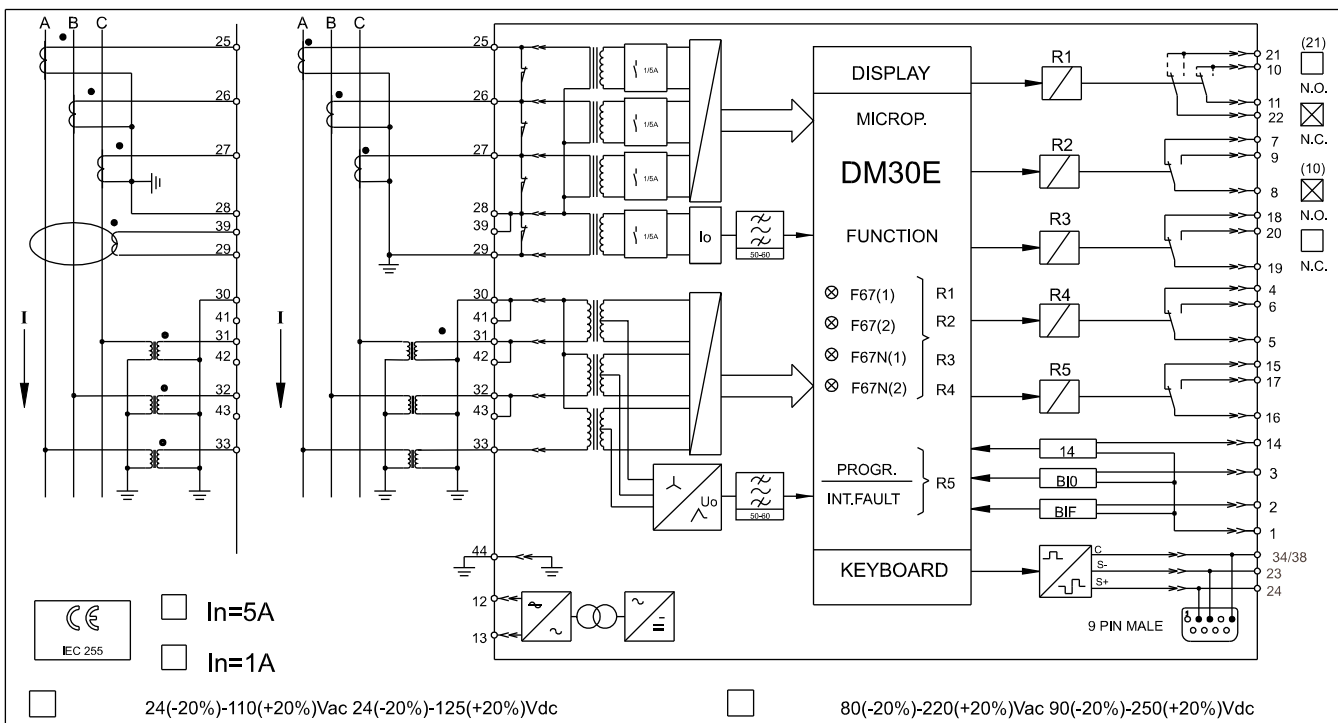 A B C
25
26
27
28
39
29
30
41
31
42
32
43
33
I
A B C
25
26
27
28
39
29
30
41
31
42
32
43
33
I
44
12
13
1/5A
1/5A
1/5A
1/5A
Io
50-60
Uo
50-60
DISPLAY
MICROP.
DM30E
FUNCTION
F67(1)
F67(2)
F67N(1)
F67N(2)
R1
R2
R3
R4
PROGR.
INT.FAULT
R5
KEYBOARD
R1
R2
R3
R4
R5
14
BI0
BIF
C
S-
S+
21
10
11
22
7
9
8
18
20
19
4
6
5
15
17
16
14
3
2
1
34/38
23
24
(21)
N.O.
N.C.
(10)
N.O.
N.C.
9 PIN MALE
1
CE
IEC 255
In=5A
In=1A
24(-20%)-110(+20%)Vac 24(-20%)-125(+20%)Vdc
80(-20%)-220(+20%)Vac 90(-20%)-250(+20%)Vdc